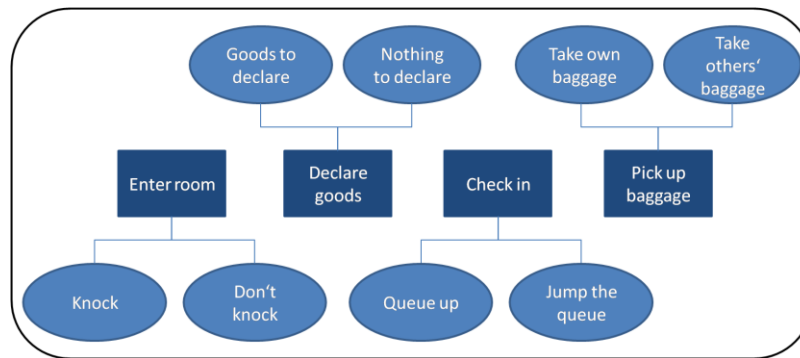 Goods to
declare
Nothing
to declare
Take own
baggage
Take
others‘
baggage
Enter room
Declare
goods
Check in
Pick up
baggage
Knock
Don‘t
knock
Queue up
Jump the
queue